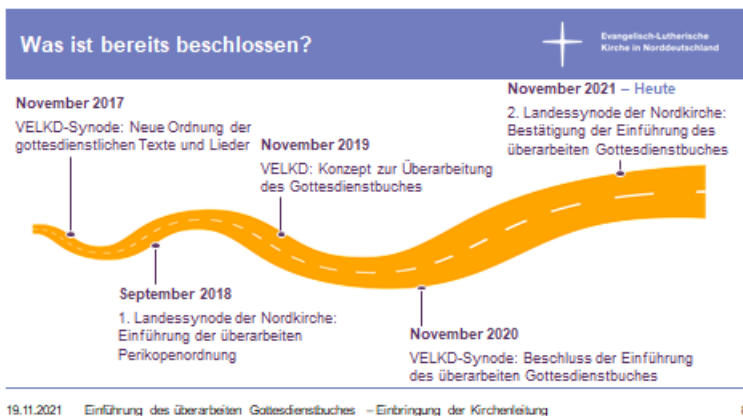 Was ist bereits beschlossen?
Evangelisch-Lutherische
Kirche in Norddeutschland
November 2017
VELKD-Synode: Neue Ordnung der
gottesdienstlichen Texte und Lieder
September 2018
1. Landessynode der Nordkirche:
Einführung der überarbeiten
Perikopenordnung
November 2019
VELKD: Konzept zur Überarbeitung
des Gottesdienstbuches
November 2020
VELKD-Synode: Beschluss der Einführung
des überarbeiten Gottesdienstbuches
November 2021 – Heute
2. Landessynode der Nordkirche:
Bestätigung der Einführung des
überarbeiten Gottesdienstbuches
19.11.2021 Einführung des überarbeiten Gottesdienstbuches – Einbringung der Kirchenleitung